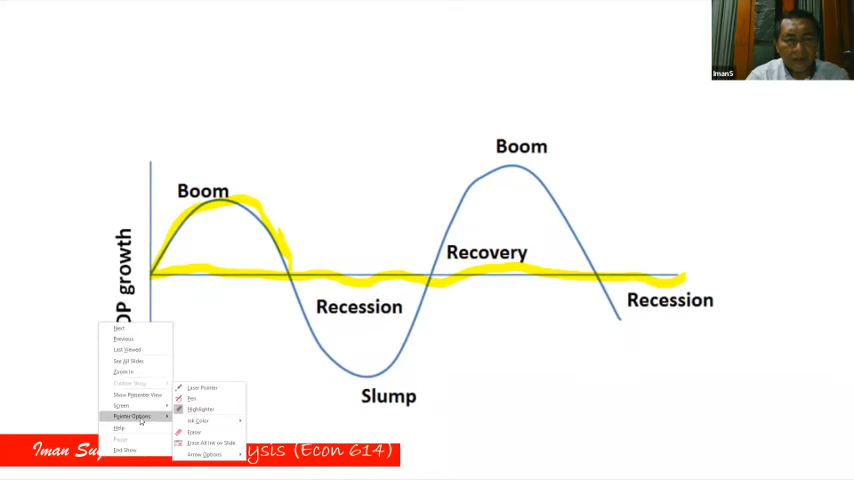 ImanS
Boom
Boom
DP growth
Recovery
Recession
Recession
Slump
Next
Previous
Last Viewed
See All Slides
Zoom In
Custom Show
Show Presenter View
Screen
Pointer Options
Help
Pause
End Show
Laser Pointer
Pen
Highlighter
Ink Color
Eraser
Erase All Ink on Slide
Arrow Options
Iman Su
ysis (Econ 614)